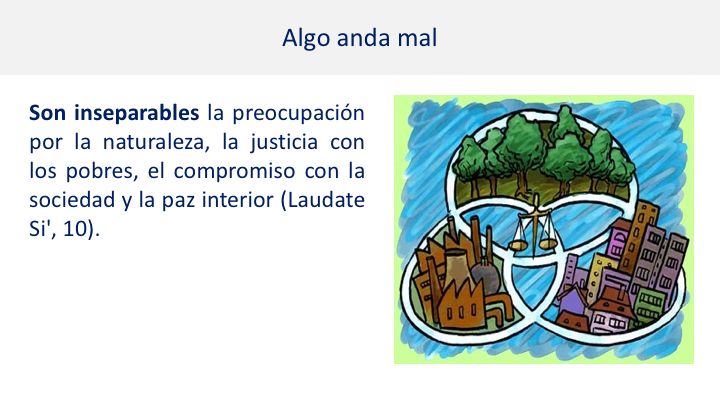 Algo anda mal
Son inseparables la preocupación
por la naturaleza, la justicia con
los pobres, el compromiso con la
sociedad y la paz interior (Laudate
Si', 10).